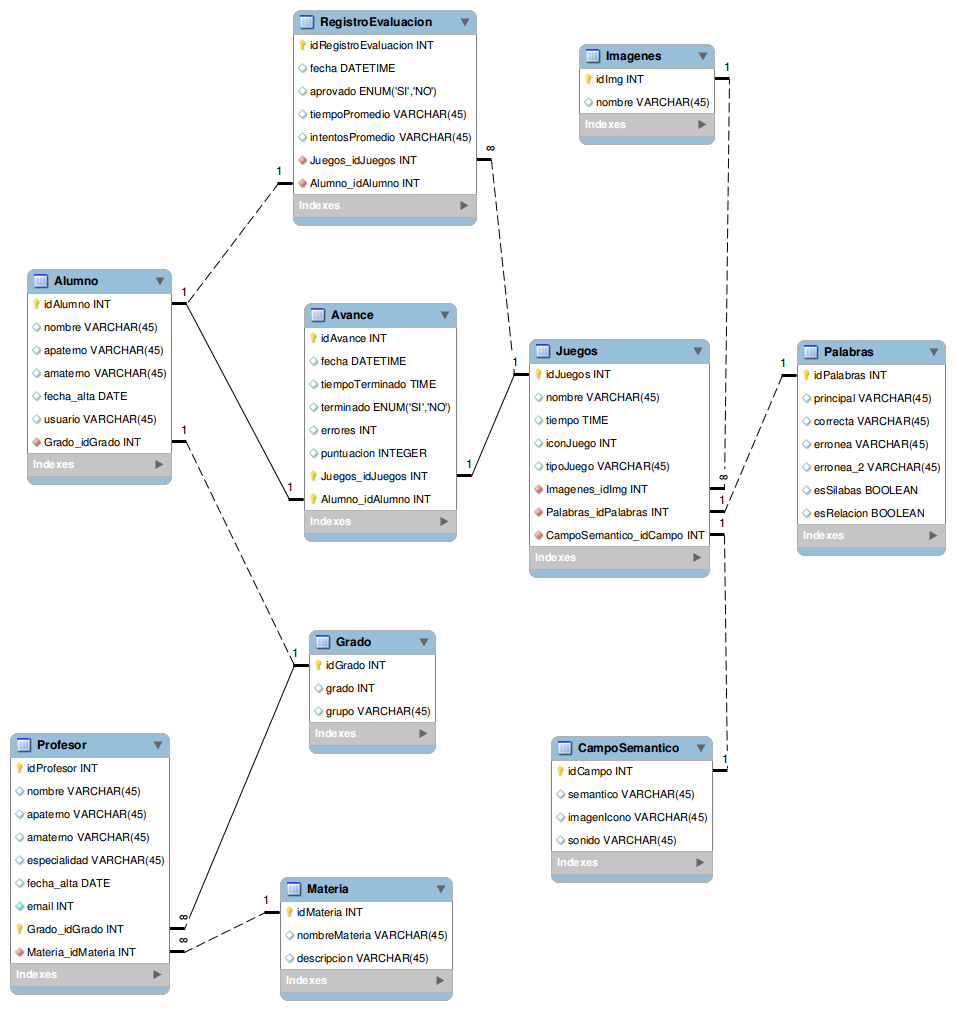 RegistroEvaluacion
idRegistroEvaluacion INT
fecha DATETIME
aprovado ENUM('SI','NO')
tiempoPromedio VARCHAR(45)
intentosPromedio VARCHAR(45)
Juegos_idJuegos INT
Alumno_idAlumno INT
Indexes
Imagenes
idImg INT
nombre VARCHAR(45)
Indexes
1
∞
1
Alumno
idAlumno INT
nombre VARCHAR(45)
apaterno VARCHAR(45)
amaterno VARCHAR(45)
fecha_alta DATE
usuario VARCHAR(45)
Grado_idGrado INT
Indexes
1
1
Avance
idAvance INT
fecha DATETIME
tiempoTerminado TIME
terminado ENUM('SI','NO')
errores INT
puntuacion INTEGER
Juegos_idJuegos INT
Alumno_idAlumno INT
Indexes
1
1
Juegos
idJuegos INT
nombre VARCHAR(45)
tiempo TIME
iconJuego INT
tipoJuego VARCHAR(45)
Imagenes_idImg INT
Palabras_idPalabras INT
CampoSemantico_idCampo INT
Indexes
1
∞
1
1
Palabras
idPalabras INT
principal VARCHAR(45)
correcta VARCHAR(45)
erronea VARCHAR(45)
erronea_2 VARCHAR(45)
esSilabas BOOLEAN
esRelacion BOOLEAN
Indexes
1
Grado
idGrado INT
grado INT
grupo VARCHAR(45)
Indexes
1
Profesor
idProfesor INT
nombre VARCHAR(45)
apaterno VARCHAR(45)
amaterno VARCHAR(45)
especialidad VARCHAR(45)
fecha_alta DATE
email INT
Grado_idGrado INT
Materia_idMateria INT
Indexes
∞
∞
CampoSemantico
idCampo INT
semantico VARCHAR(45)
imagenIcono VARCHAR(45)
sonido VARCHAR(45)
Indexes
1
Materia
idMateria INT
nombreMateria VARCHAR(45)
descripcion VARCHAR(45)
Indexes
1